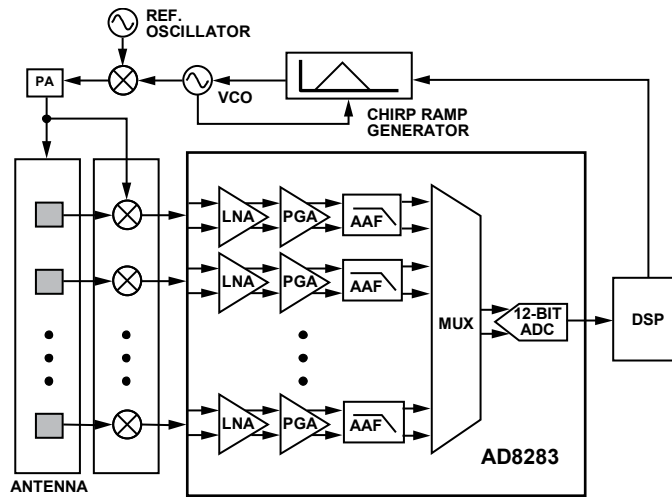 REF.
OSCILLATOR
PA
VCO
CHIRP RAMP
GENERATOR
LNA PGA AAF
LNA PGA AAF
MUX
12-BIT
ADC
DSP
LNA PGA AAF
AD8283
ANTENNA